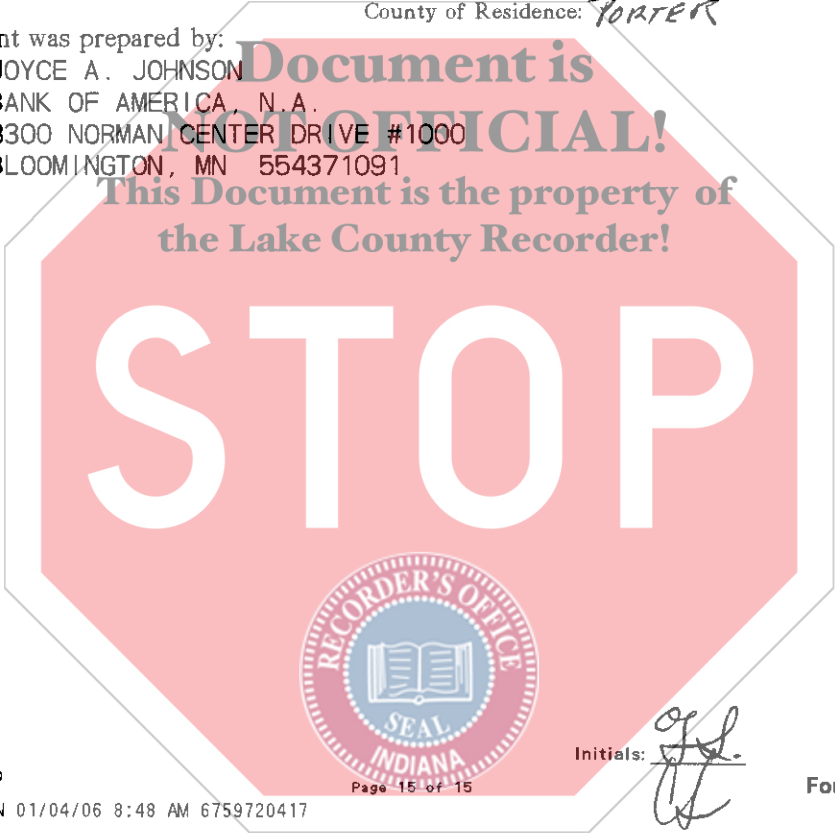 County of Residence: PORTER
nt was prepared by:
JOYCE A. JOHNSON
BANK OF AMERICA, N.A.
3300 NORMAN CENTER DRIVE #1000
BLOOMINGTON, MN 554371091
Document is
NOT OFFICIAL!
This Document is the property of
the Lake County Recorder!
STOP
RECORDER'S OFFICE
SEAL
INDIANA
Initials:
Page 15 of 15
For
N 01/04/06 8:48 AM 6759720417